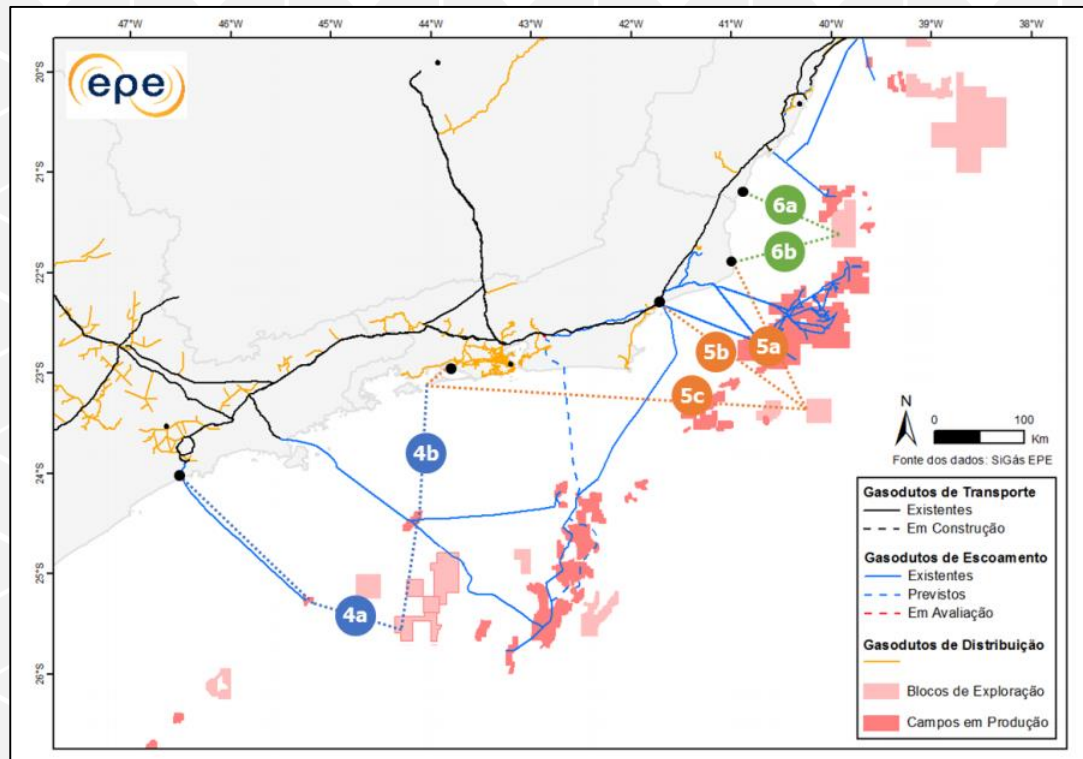 47°W 46°W 45°W 44°W 43°W 42°W 41°W 40°W 39°W 38°W
epe
20°S
21°S
22°S
23°S
24°S
25°S
26°S
6a
6b
5a
5b
5c
4b
4a
N
0 100
Km
Fonte dos dados: SiGás EPE
Gasodutos de Transporte
Existentes
Em Construção
Gasodutos de Escoamento
Existentes
Previstos
Em Avaliação
Gasodutos de Distribuição
Blocos de Exploração
Campos em Produção